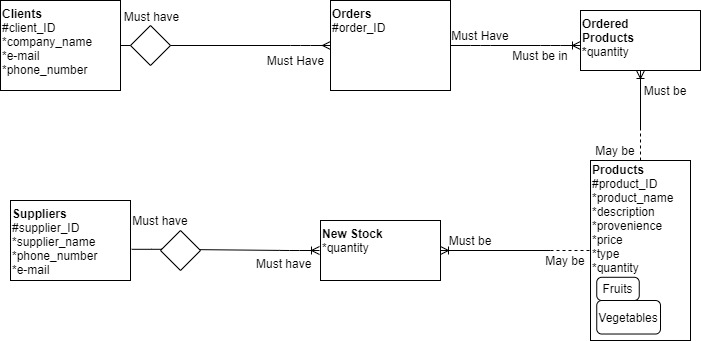 Clients
#client_ID
*company_name
*e-mail
*phone_number
Must have
Must Have
Orders
#order_ID
Must Have
Must be in
Ordered
Products
*quantity
Must be
May be
Products
#product_ID
*product_name
*description
*provenience
*price
*type
*quantity
Fruits
Vegetables
Suppliers
#supplier_ID
*supplier_name
*phone_number
*e-mail
Must have
Must have
New Stock
*quantity
Must be
May be